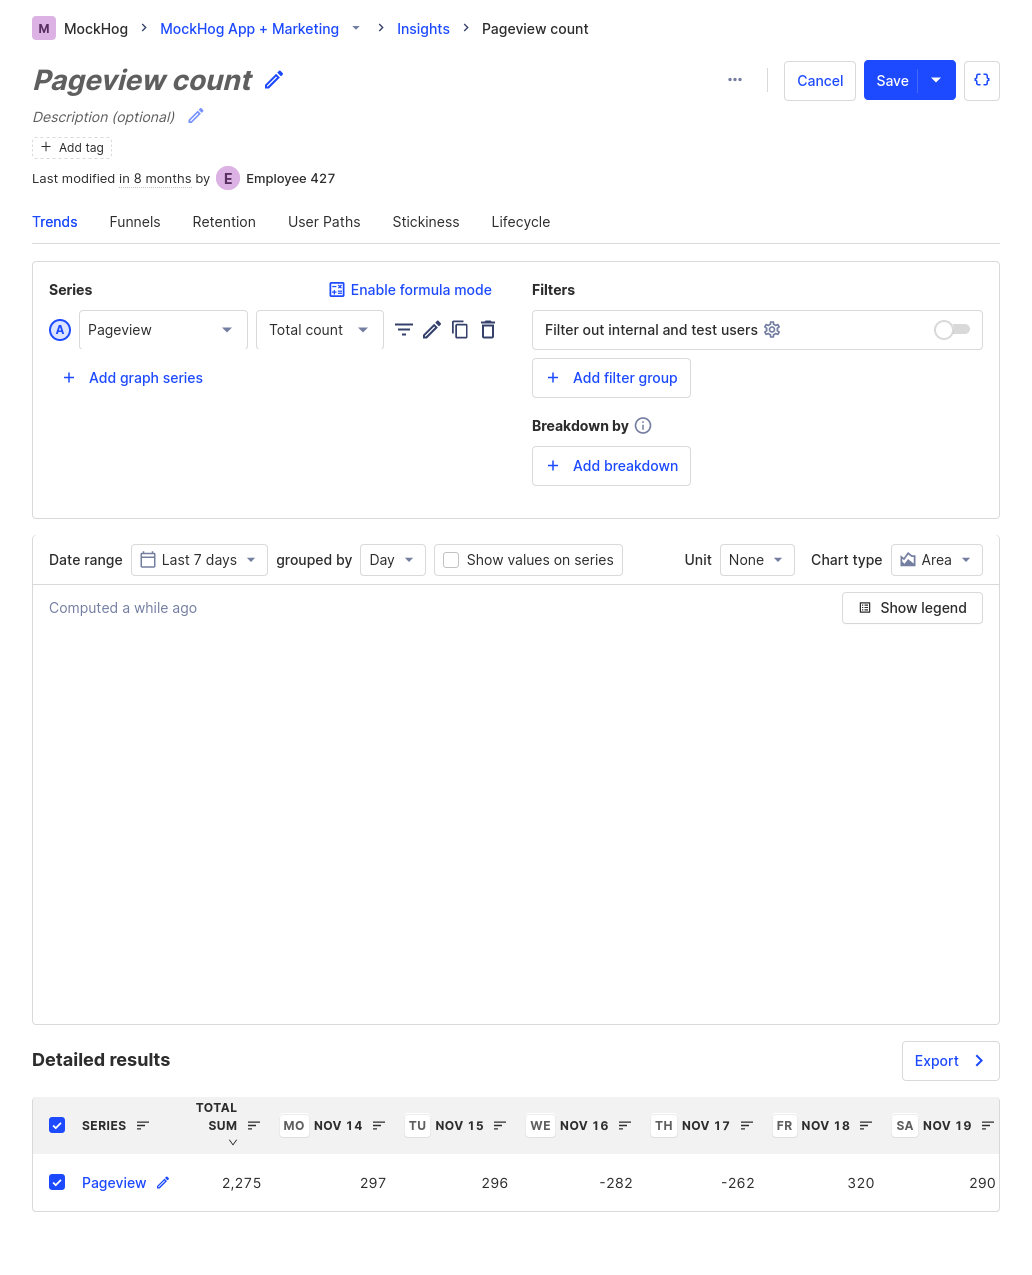 M MockHog > MockHog App + Marketing > Insights > Pageview count
Pageview count
Cancel Save
Description (optional)
+ Add tag
Last modified in 8 months by E Employee 427
Trends Funnels Retention User Paths Stickiness Lifecycle
Series Enable formula mode
A Pageview Total count
+ Add graph series
Filters
Filter out internal and test users
+ Add filter group
Breakdown by
+ Add breakdown
Date range Last 7 days grouped by Day Show values on series Unit None Chart type Area
Computed a while ago Show legend
Detailed results Export
SERIES TOTAL SUM MO NOV 14 TU NOV 15 WE NOV 16 TH NOV 17 FR NOV 18 SA NOV 19
Pageview 2,275 297 296 -282 -262 320 290